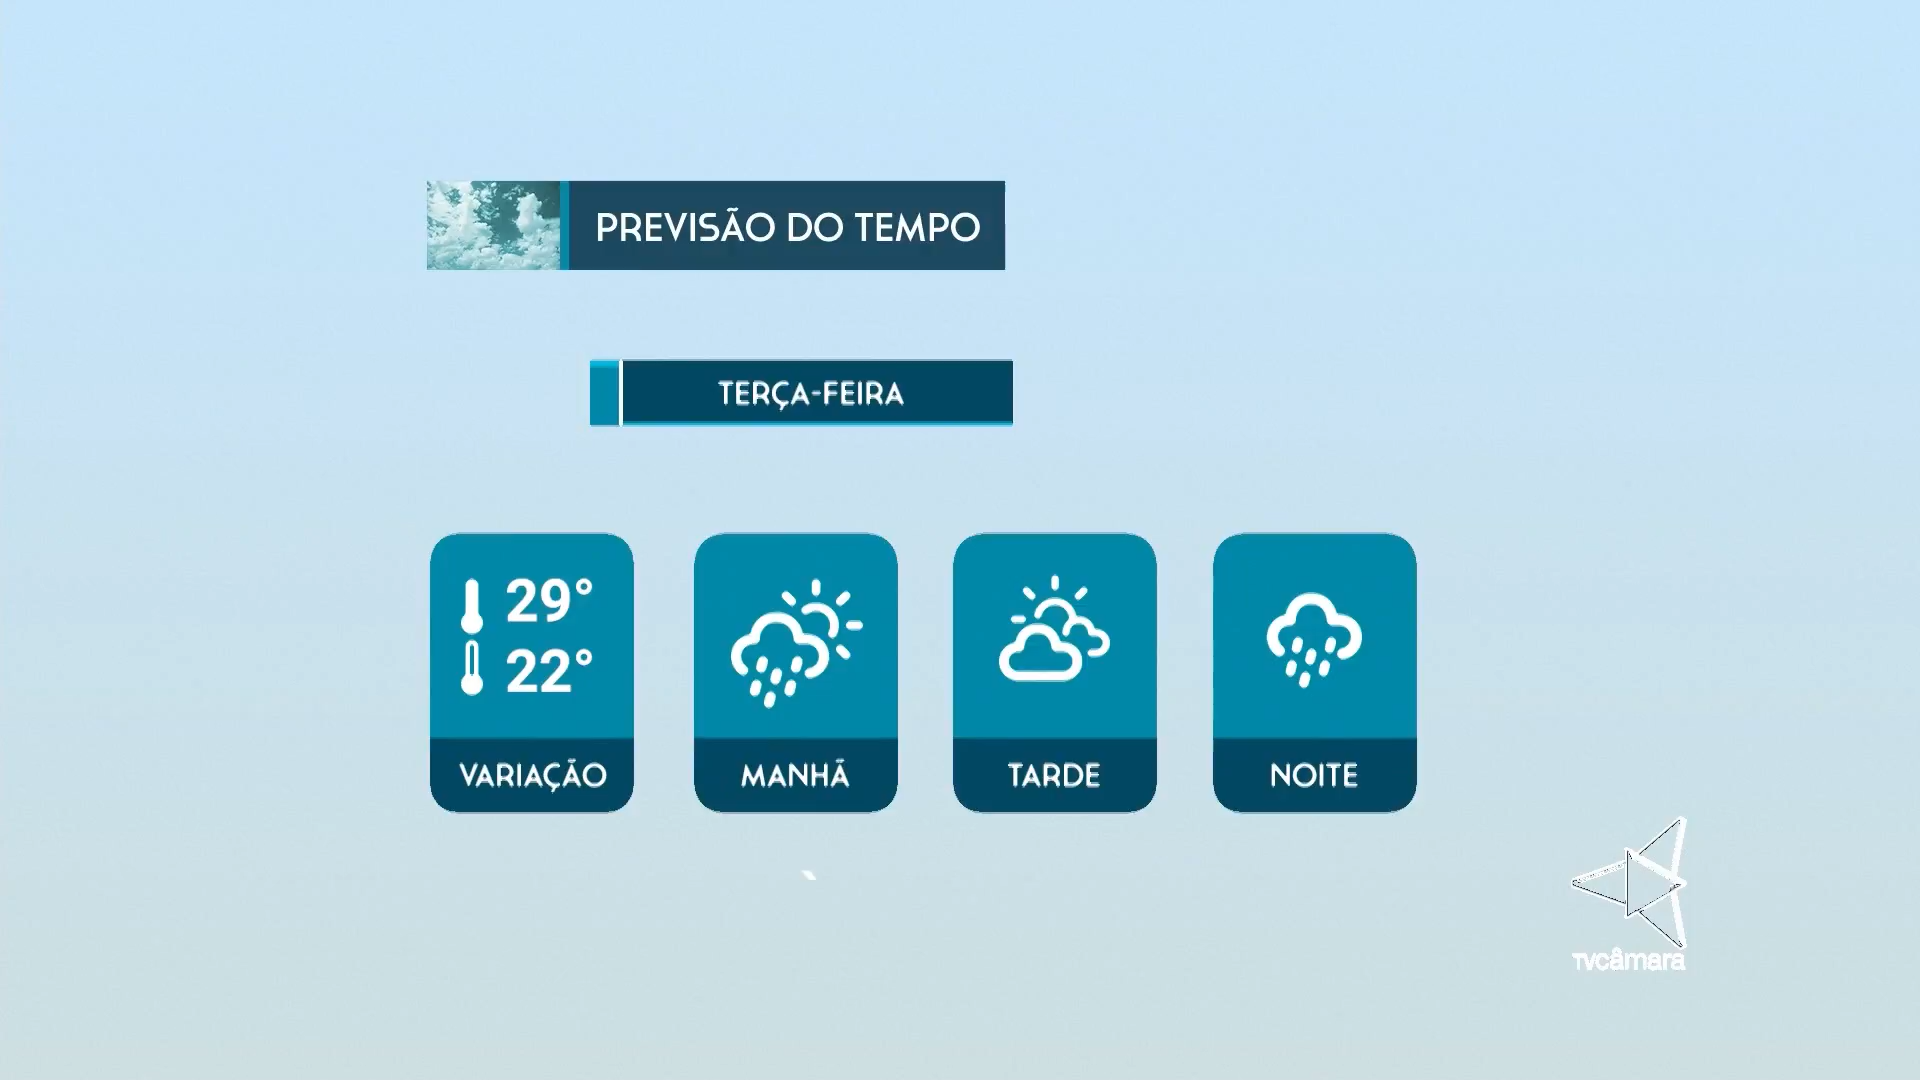 PREVISÃO DO TEMPO
TERÇA-FEIRA
29°
22°
VARIAÇÃO
MANHÃ
TARDE
NOITE
TVcâmara